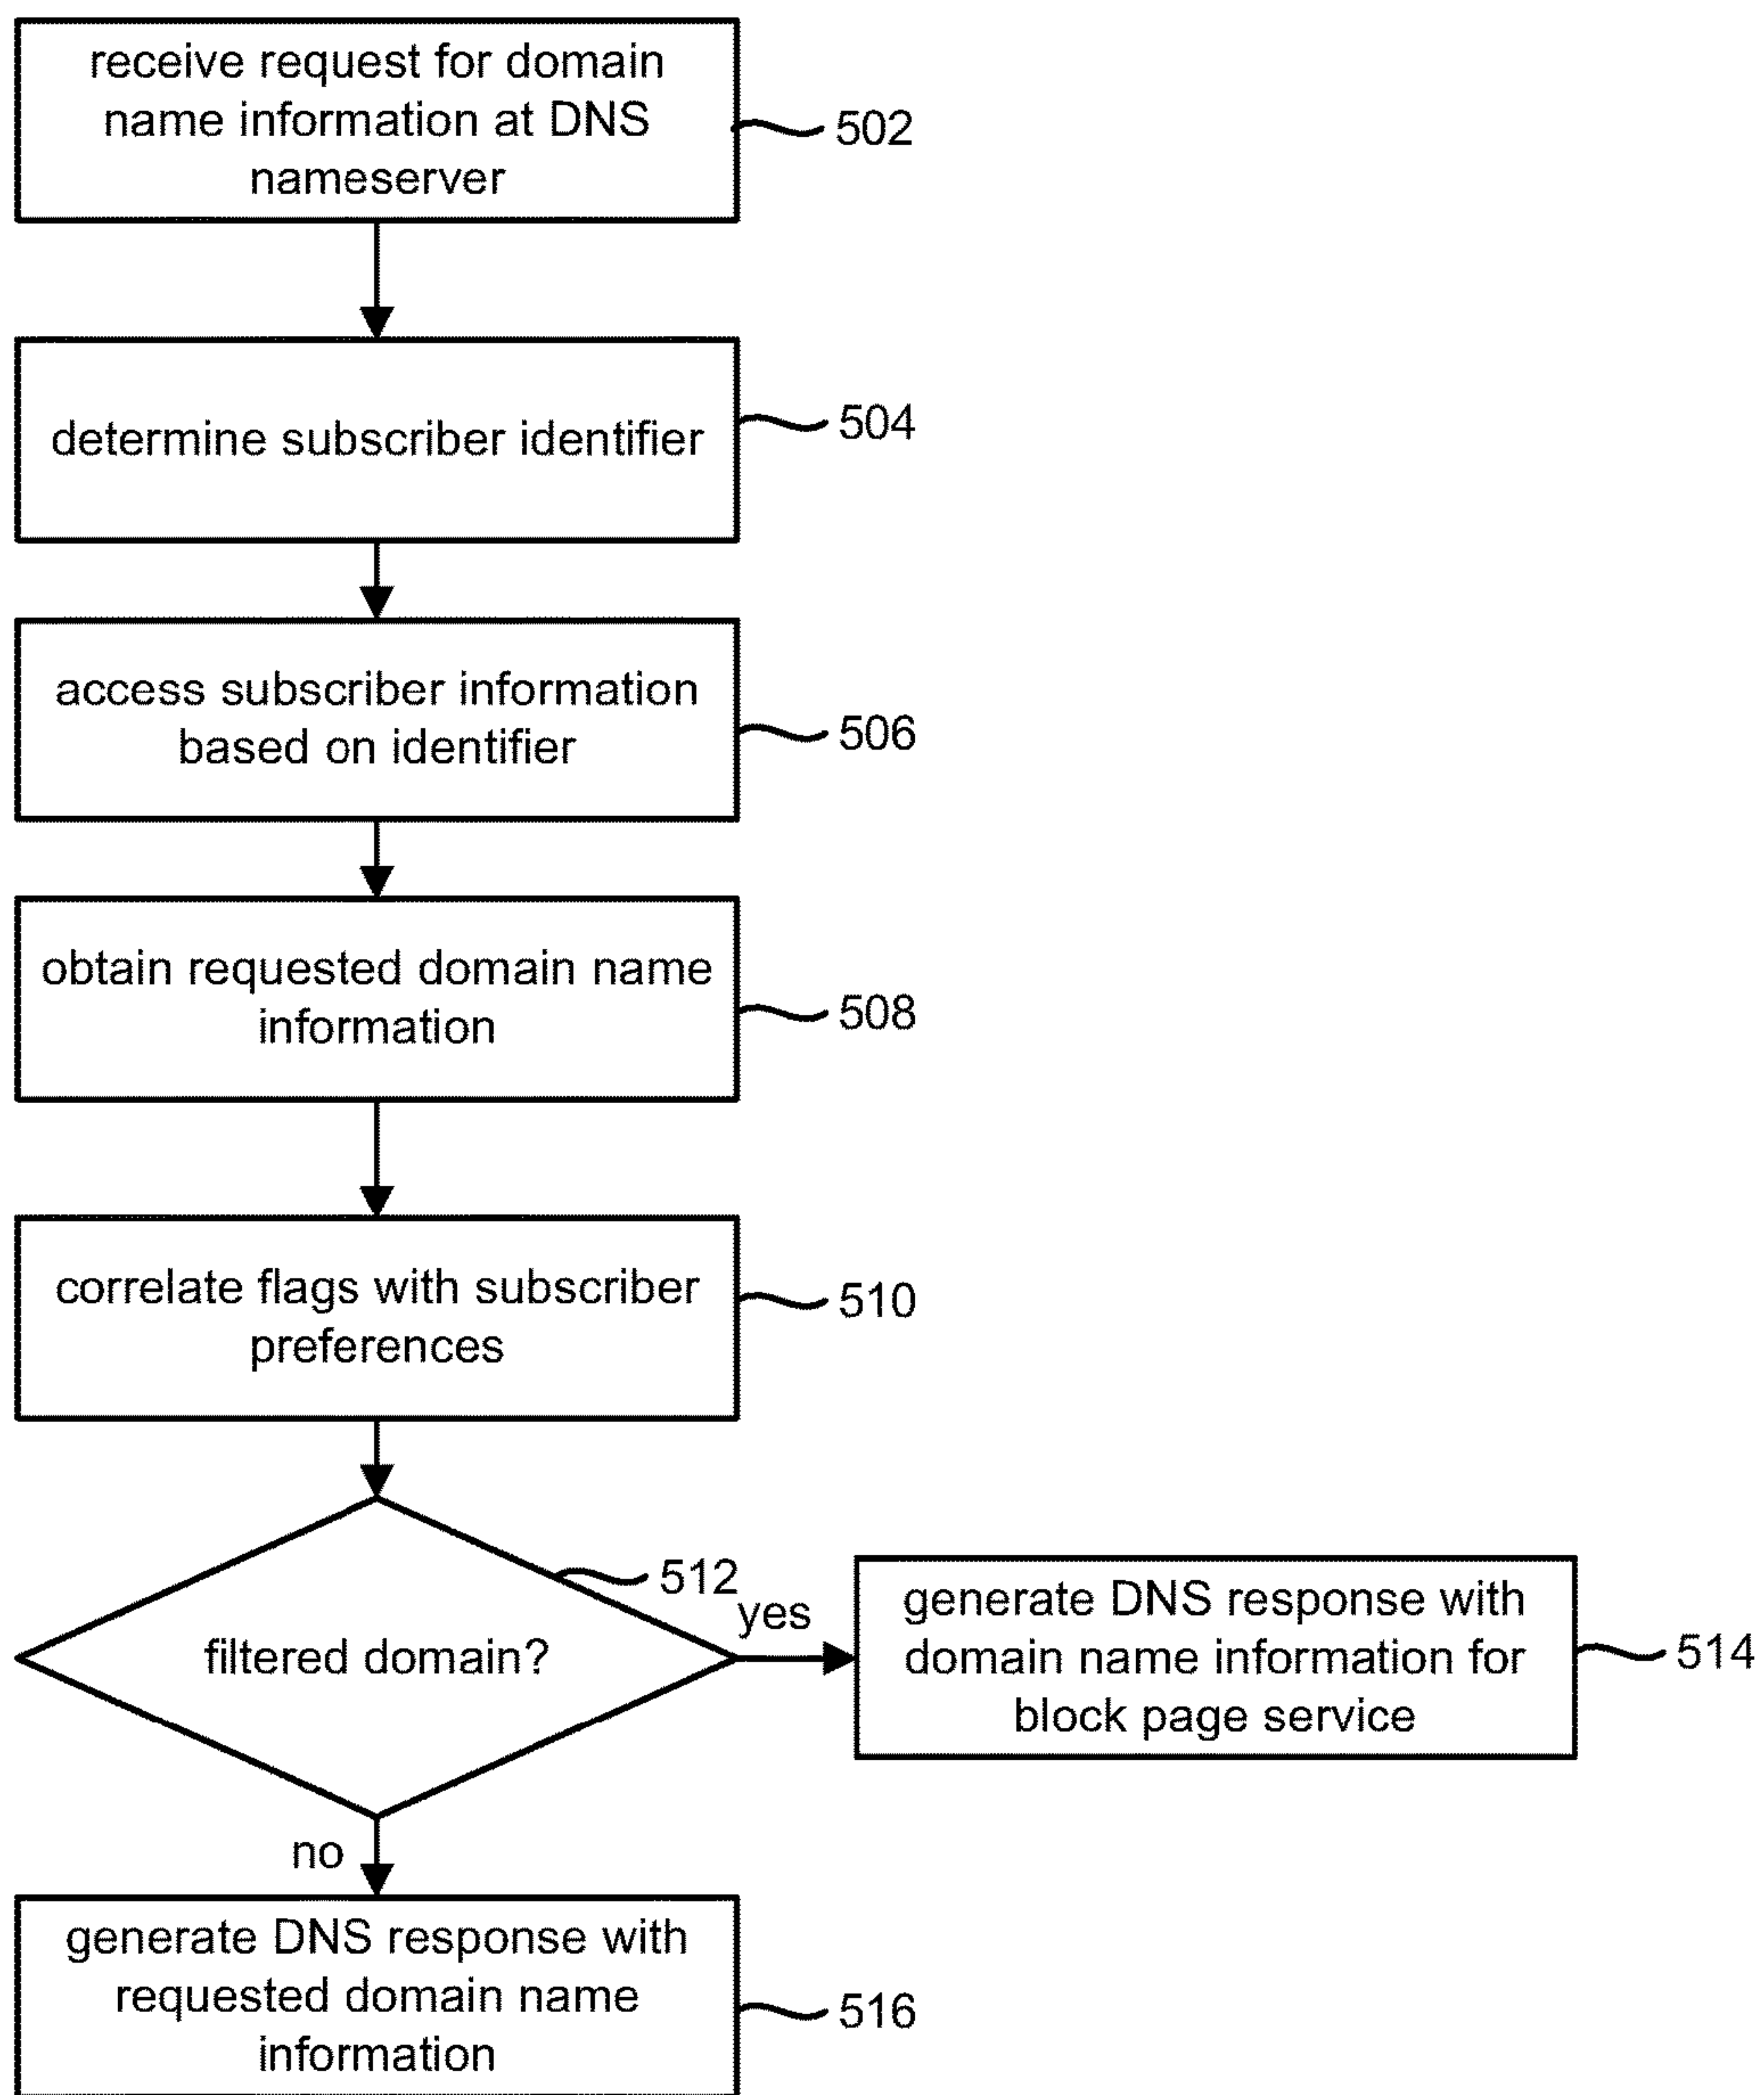 receive request for domain
name information at DNS
nameserver
502
determine subscriber identifier
504
access subscriber information
based on identifier
506
obtain requested domain name
information
508
correlate flags with subscriber
preferences
510
filtered domain?
512
yes
generate DNS response with
domain name information for
block page service
514
no
generate DNS response with
requested domain name
information
516